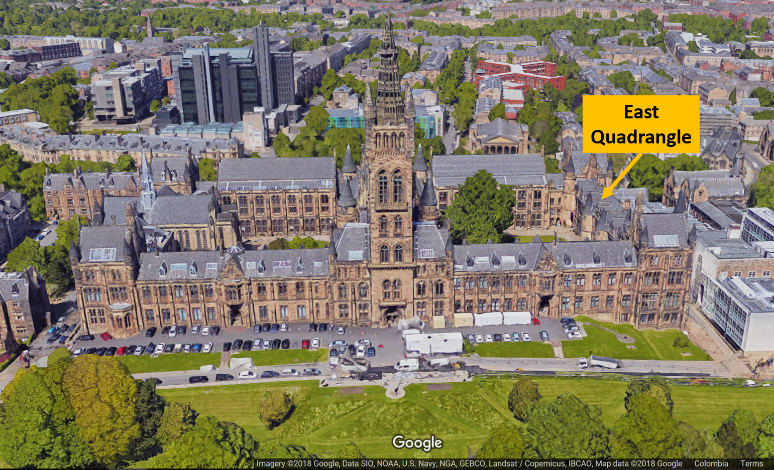 East
Quadrangle
Google
Imagery ©2018 Google, Data SIO, NOAA, U.S. Navy, NGA, GEBCO, Landsat / Copernicus, IBCAO, Map data ©2018 Google Colombia Terms